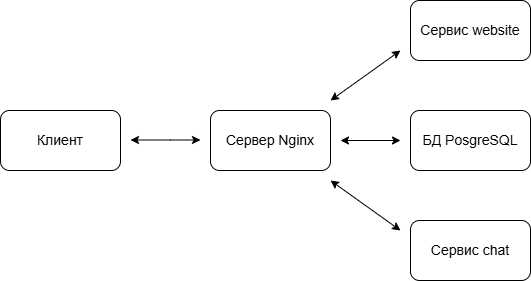 Сервис website
Клиент
Сервер Nginx
БД PosgreSQL
Сервис chat